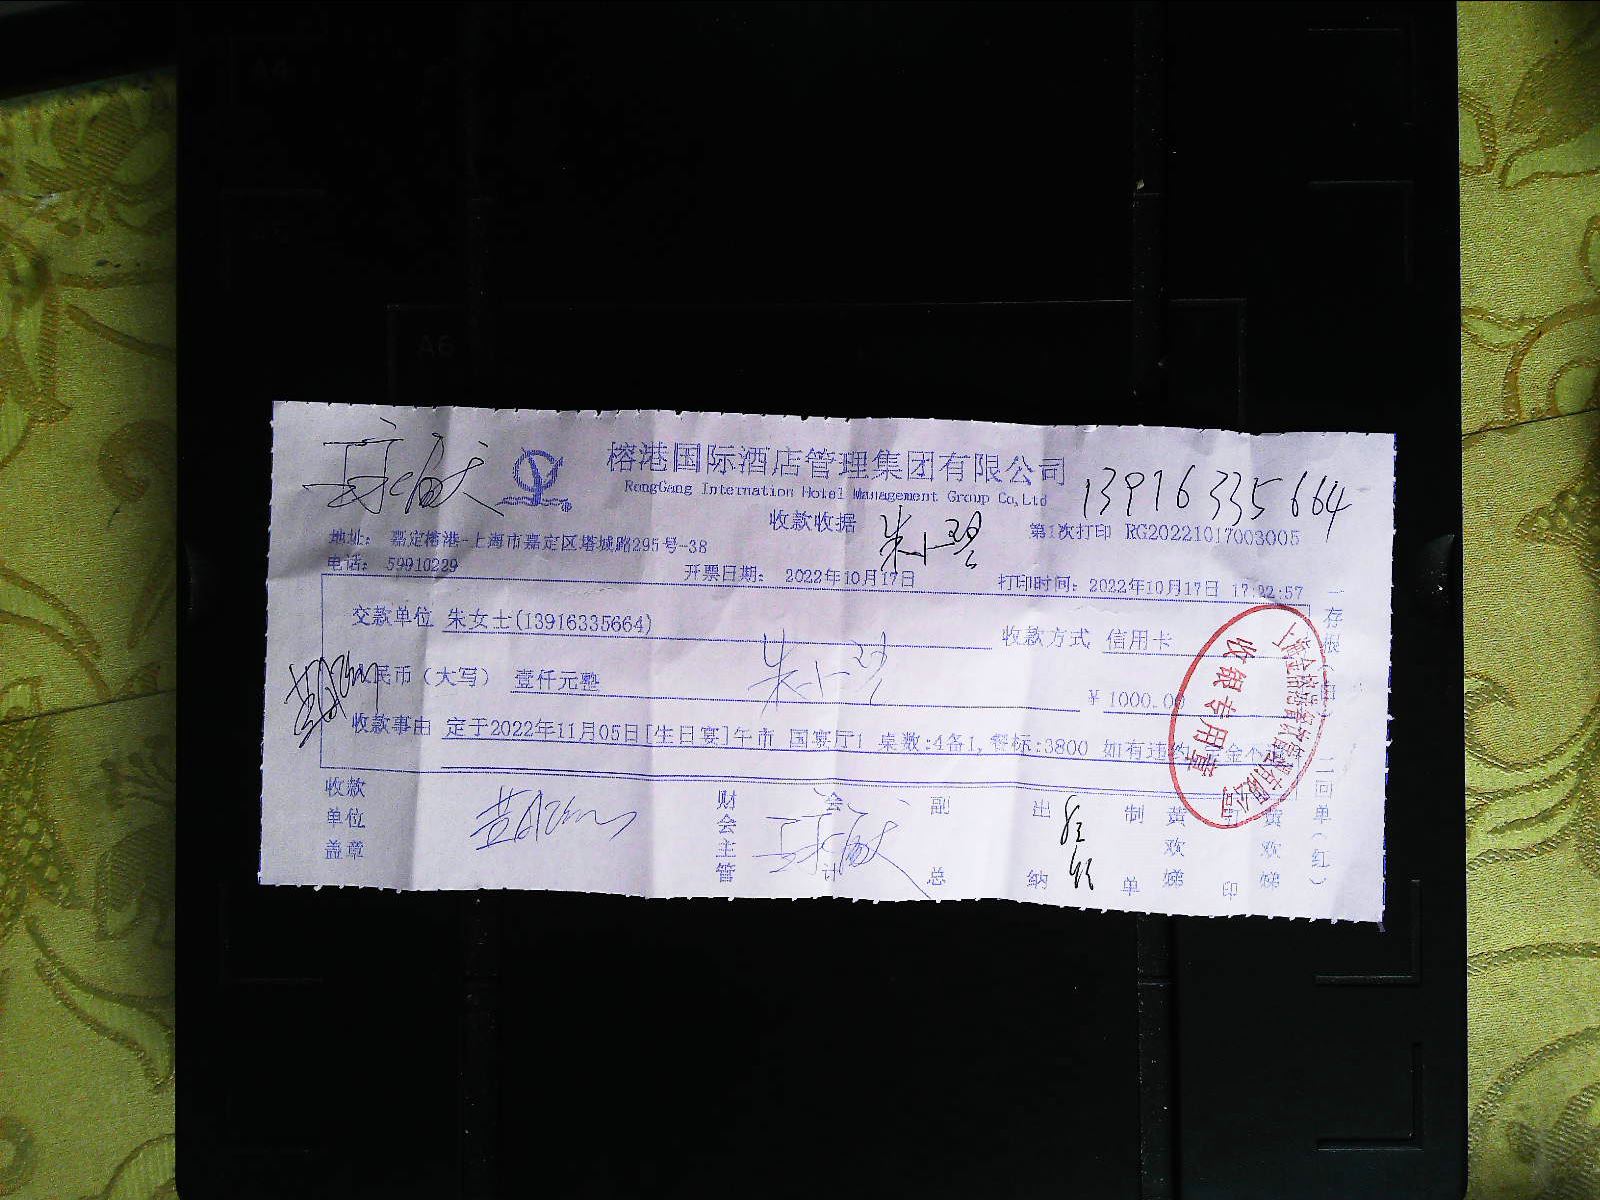 A4
A6
榕港国际酒店管理集团有限公司
RongGang Internation Hotel Management Group Co,Ltd
13916335664
收款收据
朱小琴
第1次打印 RG20221017003005
地址： 嘉定榕港-上海市嘉定区塔城路295号-38
电话： 59910229
开票日期： 2022年10月17日
打印时间： 2022年10月17日 17:22:57
交款单位 朱女士(13916335664)
收款方式 信用卡
人民币（大写） 壹仟元整
¥ 1000.00
收款事由 定于2022年11月05日[生日宴]午市 国宴厅1 桌数:4备1,餐标:3800 如有违约
收款单位盖章
财会主管
会计
副总
出纳
制单 黄欢娣
打印 黄欢娣
一存根(白) 二回单(红)
收银专用章